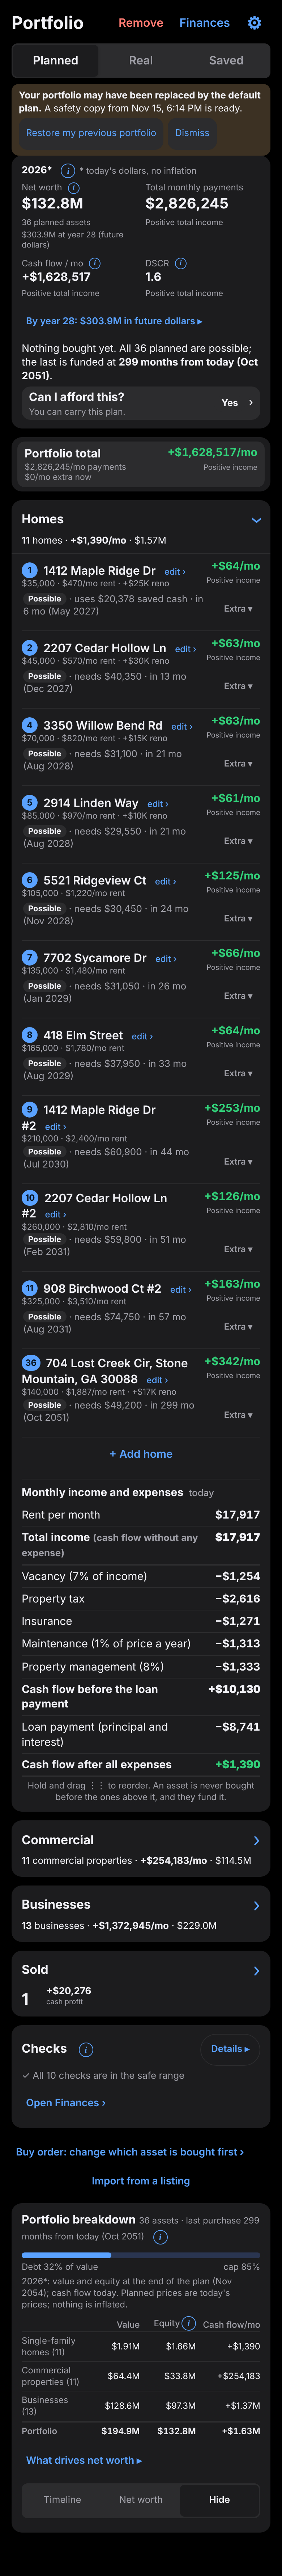 Portfolio
Remove
Finances
Planned
Real
Saved
Your portfolio may have been replaced by the default
plan. A safety copy from Nov 15, 6:14 PM is ready.
Restore my previous portfolio
Dismiss
2026* i * today's dollars, no inflation
Net worth i
$132.8M
36 planned assets
$303.9M at year 28 (future
dollars)
Total monthly payments
$2,826,245
Positive total income
Cash flow / mo i
+$1,628,517
Positive total income
DSCR i
1.6
Positive total income
By year 28: $303.9M in future dollars ▸
Nothing bought yet. All 36 planned are possible;
the last is funded at 299 months from today (Oct
2051).
Can I afford this?
You can carry this plan.
Yes ›
Portfolio total
$2,826,245/mo payments
$0/mo extra now
+$1,628,517/mo
Positive income
Homes
11 homes · +$1,390/mo · $1.57M
1 1412 Maple Ridge Dr edit ›
$35,000 · $470/mo rent · +$25K reno
Possible · uses $20,378 saved cash · in
6 mo (May 2027)
+$64/mo
Positive income
Extra ▾
2 2207 Cedar Hollow Ln edit ›
$45,000 · $570/mo rent · +$30K reno
Possible · needs $40,350 · in 13 mo
(Dec 2027)
+$63/mo
Positive income
Extra ▾
4 3350 Willow Bend Rd edit ›
$70,000 · $820/mo rent · +$15K reno
Possible · needs $31,100 · in 21 mo
(Aug 2028)
+$63/mo
Positive income
Extra ▾
5 2914 Linden Way edit ›
$85,000 · $970/mo rent · +$10K reno
Possible · needs $29,550 · in 21 mo
(Aug 2028)
+$61/mo
Positive income
Extra ▾
6 5521 Ridgeview Ct edit ›
$105,000 · $1,220/mo rent
Possible · needs $30,450 · in 24 mo
(Nov 2028)
+$125/mo
Positive income
Extra ▾
7 7702 Sycamore Dr edit ›
$135,000 · $1,480/mo rent
Possible · needs $31,050 · in 26 mo
(Jan 2029)
+$66/mo
Positive income
Extra ▾
8 418 Elm Street edit ›
$165,000 · $1,780/mo rent
Possible · needs $37,950 · in 33 mo
(Aug 2029)
+$64/mo
Positive income
Extra ▾
9 1412 Maple Ridge Dr
#2 edit ›
$210,000 · $2,400/mo rent
Possible · needs $60,900 · in 44 mo
(Jul 2030)
+$253/mo
Positive income
Extra ▾
10 2207 Cedar Hollow Ln
#2 edit ›
$260,000 · $2,810/mo rent
Possible · needs $59,800 · in 51 mo
(Feb 2031)
+$126/mo
Positive income
Extra ▾
11 908 Birchwood Ct #2 edit ›
$325,000 · $3,510/mo rent
Possible · needs $74,750 · in 57 mo
(Aug 2031)
+$163/mo
Positive income
Extra ▾
36 704 Lost Creek Cir, Stone
Mountain, GA 30088 edit ›
$140,000 · $1,887/mo rent · +$17K reno
Possible · needs $49,200 · in 299 mo
(Oct 2051)
+$342/mo
Positive income
Extra ▾
+ Add home
Monthly income and expenses today
Rent per month $17,917
Total income (cash flow without any
expense) $17,917
Vacancy (7% of income) −$1,254
Property tax −$2,616
Insurance −$1,271
Maintenance (1% of price a year) −$1,313
Property management (8%) −$1,333
Cash flow before the loan
payment +$10,130
Loan payment (principal and
interest) −$8,741
Cash flow after all expenses +$1,390
Hold and drag ⋮⋮ to reorder. An asset is never bought
before the ones above it, and they fund it.
Commercial ›
11 commercial properties · +$254,183/mo · $114.5M
Businesses ›
13 businesses · +$1,372,945/mo · $229.0M
Sold ›
1
+$20,276
cash profit
Checks i
Details ▸
✓ All 10 checks are in the safe range
Open Finances ›
Buy order: change which asset is bought first ›
Import from a listing
Portfolio breakdown 36 assets · last purchase 299
months from today (Oct 2051) i
Debt 32% of value
cap 85%
2026*: value and equity at the end of the plan (Nov
2054); cash flow today. Planned prices are today's
prices; nothing is inflated.
Value Equity i Cash flow/mo
Single-family
homes (11) $1.91M $1.66M +$1,390
Commercial
properties (11) $64.4M $33.8M +$254,183
Businesses
(13) $128.6M $97.3M +$1.37M
Portfolio $194.9M $132.8M +$1.63M
What drives net worth ▸
Timeline
Net worth
Hide